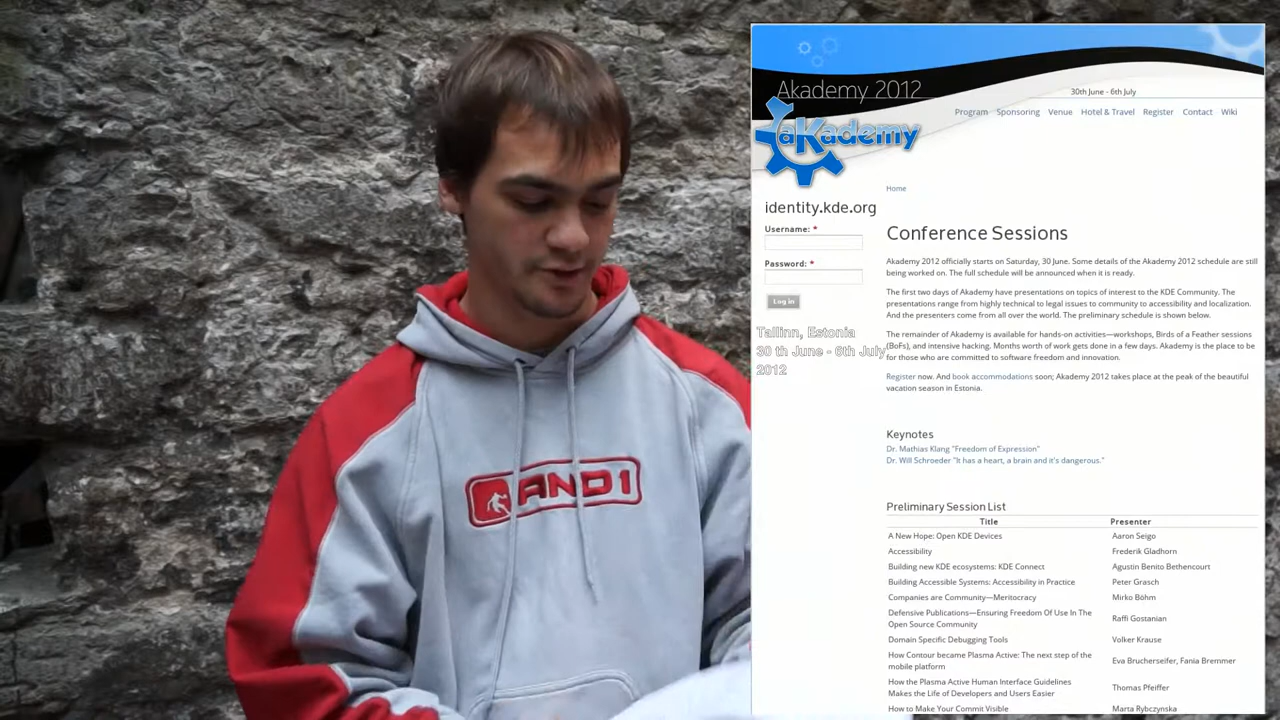 AND1
Akademy 2012
30th June - 6th July
aKademy
Program Sponsoring Venue Hotel & Travel Register Contact Wiki
Home
identity.kde.org
Username: *
Password: *
Log in
Tallinn, Estonia
30 th June - 6th July
2012
Conference Sessions
Akademy 2012 officially starts on Saturday, 30 June. Some details of the Akademy 2012 schedule are still
being worked on. The full schedule will be announced when it is ready.
The first two days of Akademy have presentations on topics of interest to the KDE Community. The
presentations range from highly technical to legal issues to community to accessibility and localization.
And the presenters come from all over the world. The preliminary schedule is shown below.
The remainder of Akademy is available for hands-on activities—workshops, Birds of a Feather sessions
(BoFs), and intensive hacking. Months worth of work gets done in a few days. Akademy is the place to be
for those who are committed to software freedom and innovation.
Register now. And book accommodations soon; Akademy 2012 takes place at the peak of the beautiful
vacation season in Estonia.
Keynotes
Dr. Mathias Klang "Freedom of Expression"
Dr. Will Schroeder "It has a heart, a brain and it's dangerous."
Preliminary Session List
Title Presenter
A New Hope: Open KDE Devices Aaron Seigo
Accessibility Frederik Gladhorn
Building new KDE ecosystems: KDE Connect Agustin Benito Bethencourt
Building Accessible Systems: Accessibility in Practice Peter Grasch
Companies are Community—Meritocracy Mirko Böhm
Defensive Publications—Ensuring Freedom Of Use In The
Open Source Community Raffi Gostanian
Domain Specific Debugging Tools Volker Krause
How Contour became Plasma Active: The next step of the
mobile platform Eva Brucherseifer, Fania Bremmer
How the Plasma Active Human Interface Guidelines
Makes the Life of Developers and Users Easier Thomas Pfeiffer
How to Make Your Commit Visible Marta Rybczynska